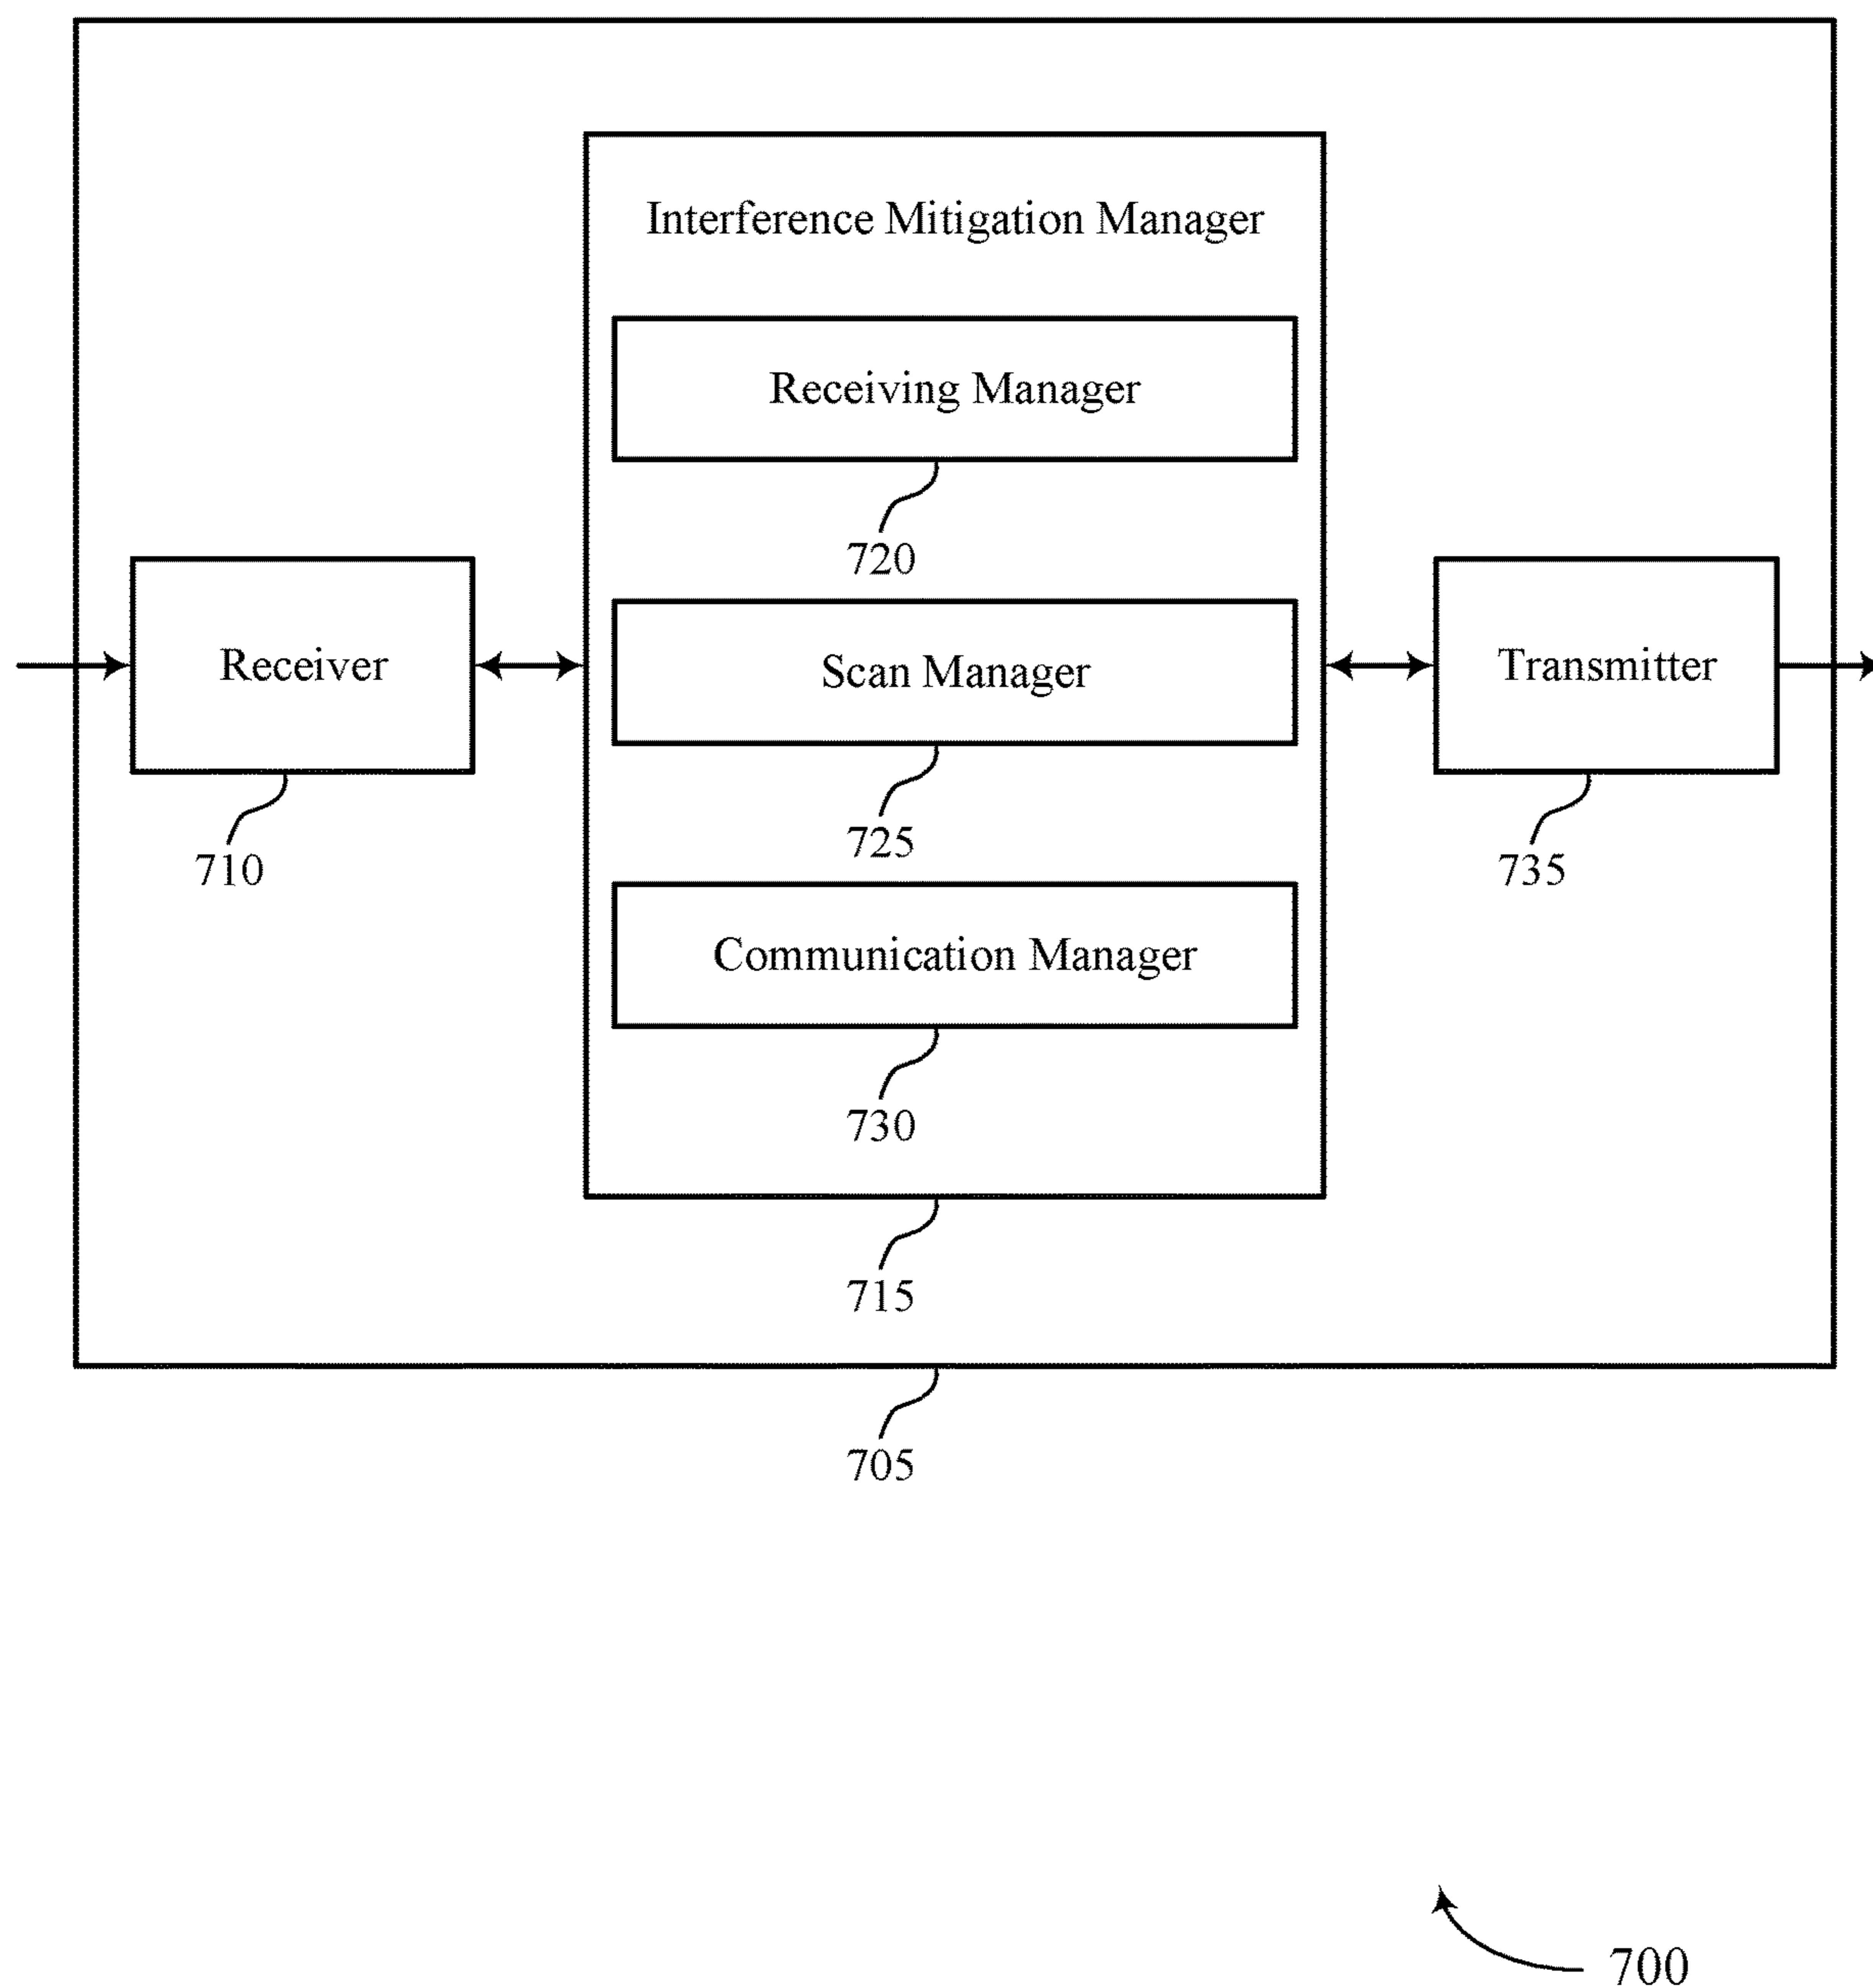 Interference Mitigation Manager
Receiving Manager
720
Receiver
710
Scan Manager
725
Transmitter
735
Communication Manager
730
715
705
700